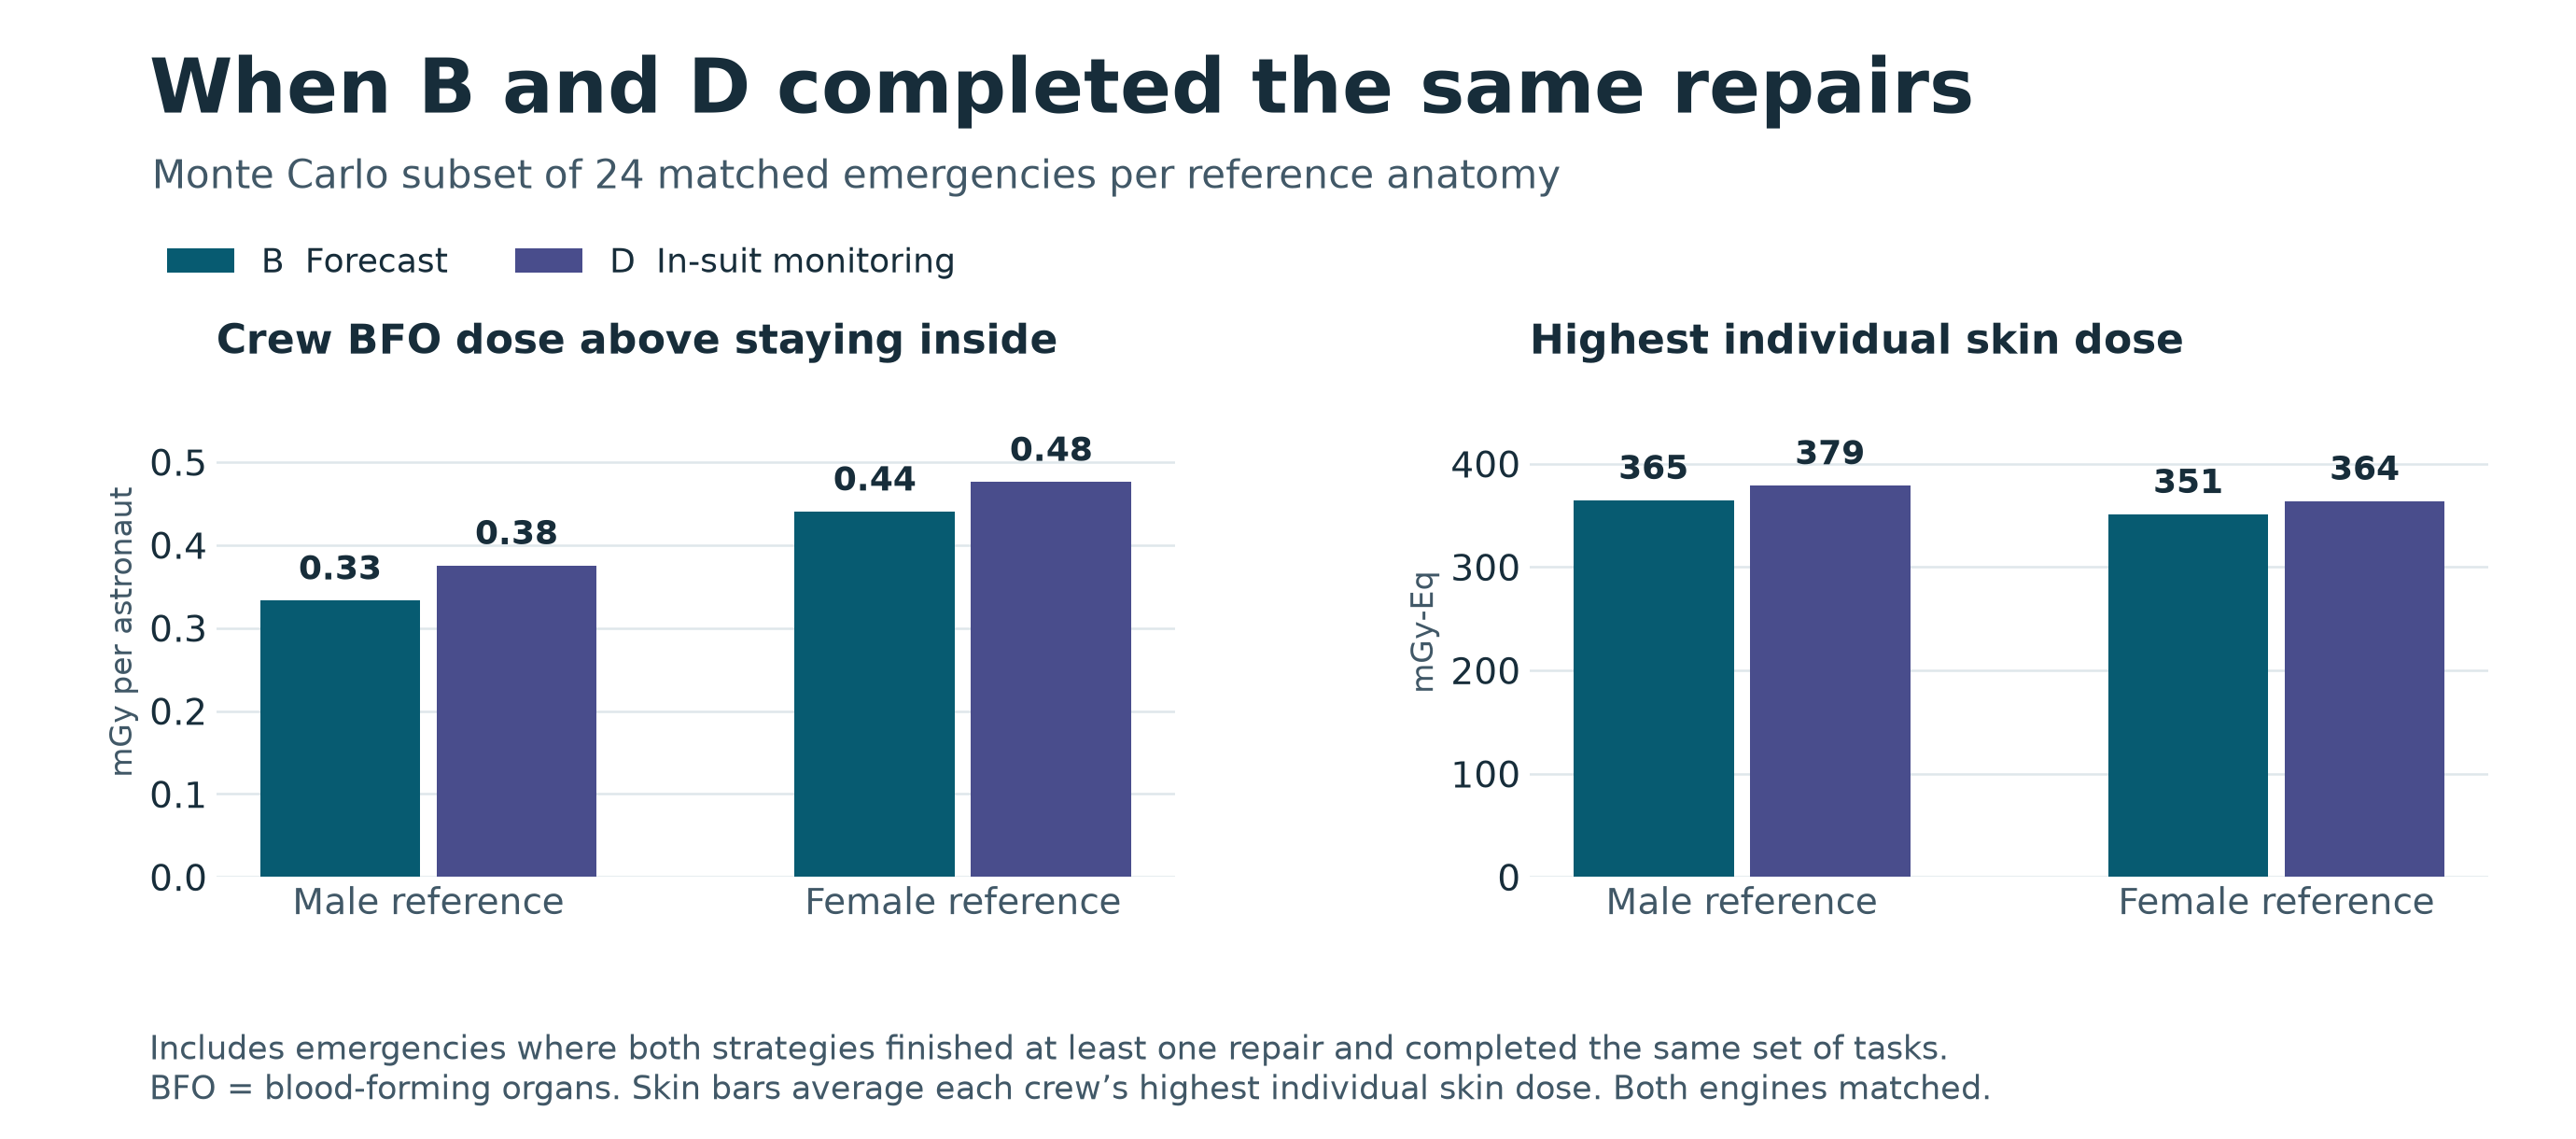 When B and D completed the same repairs
Monte Carlo subset of 24 matched emergencies per reference anatomy
B Forecast
D In-suit monitoring
Crew BFO dose above staying inside
mGy per astronaut
0.5
0.4
0.3
0.2
0.1
0.0
0.33
0.38
0.44
0.48
Male reference
Female reference
Highest individual skin dose
mGy-Eq
400
300
200
100
0
365
379
351
364
Male reference
Female reference
Includes emergencies where both strategies finished at least one repair and completed the same set of tasks.
BFO = blood-forming organs. Skin bars average each crew’s highest individual skin dose. Both engines matched.